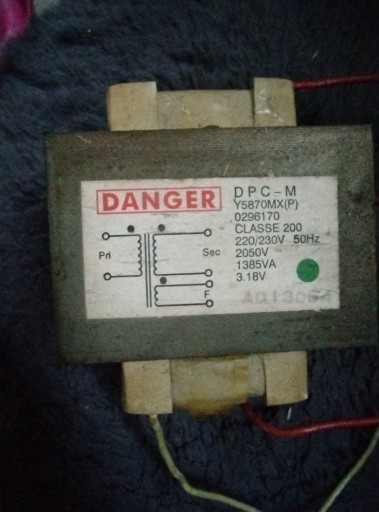 DANGER
DPC-M
Y5870MX(P)
0296170
CLASSE 200
220/230V 50Hz
2050V
1385VA
3.18V
Pri
Sec
F